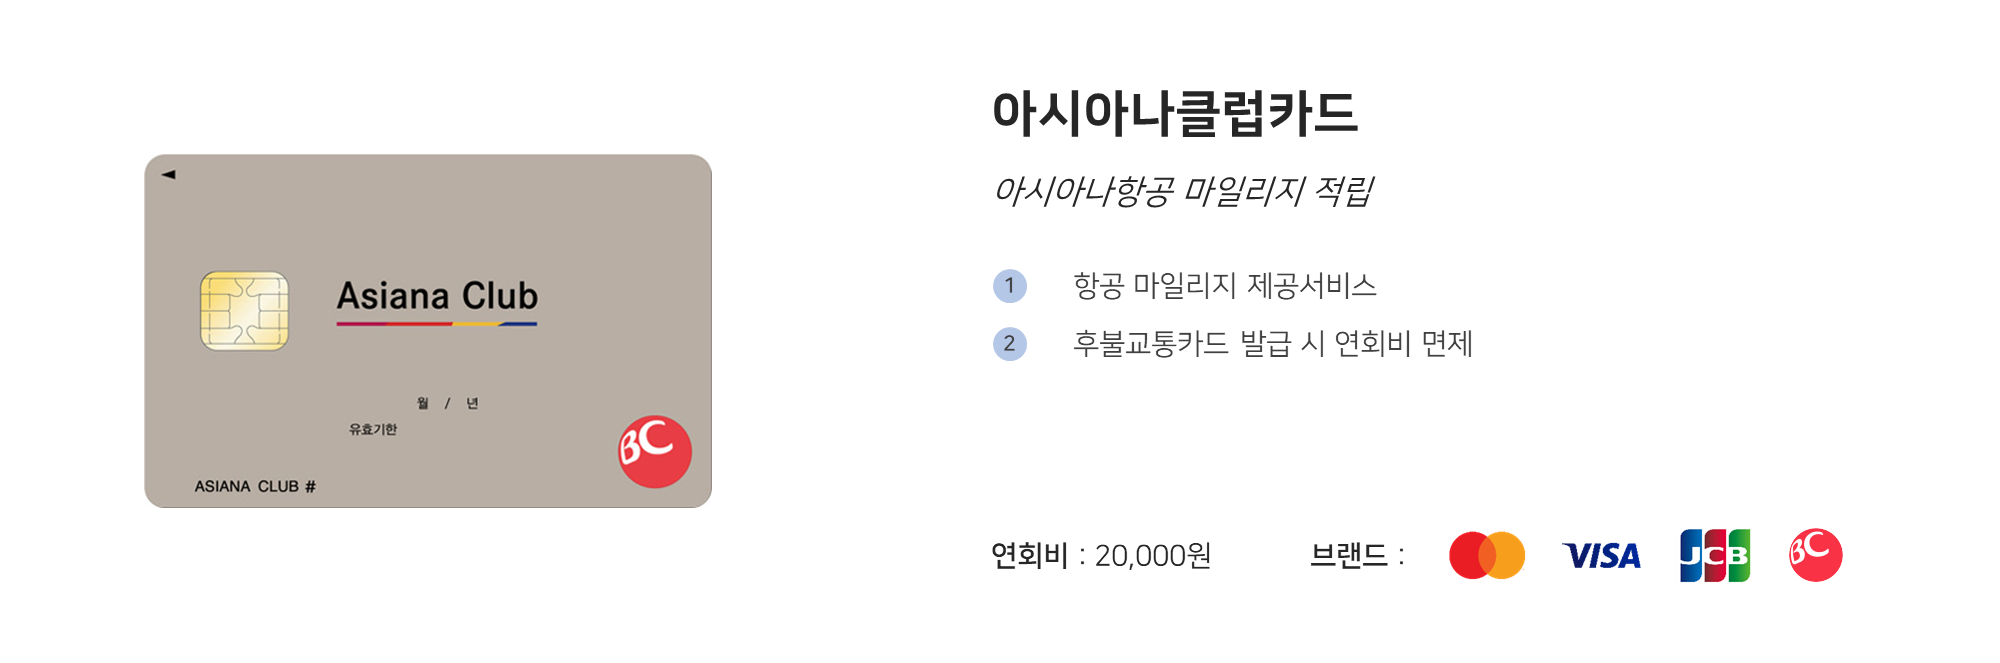 아시아나클럽카드
아시아나항공 마일리지 적립
1 항공 마일리지 제공서비스
2 후불교통카드 발급 시 연회비 면제
연회비 : 20,000원 브랜드 : VISA JCB BC
Asiana Club
월 / 년
유효기한
BC
ASIANA CLUB #